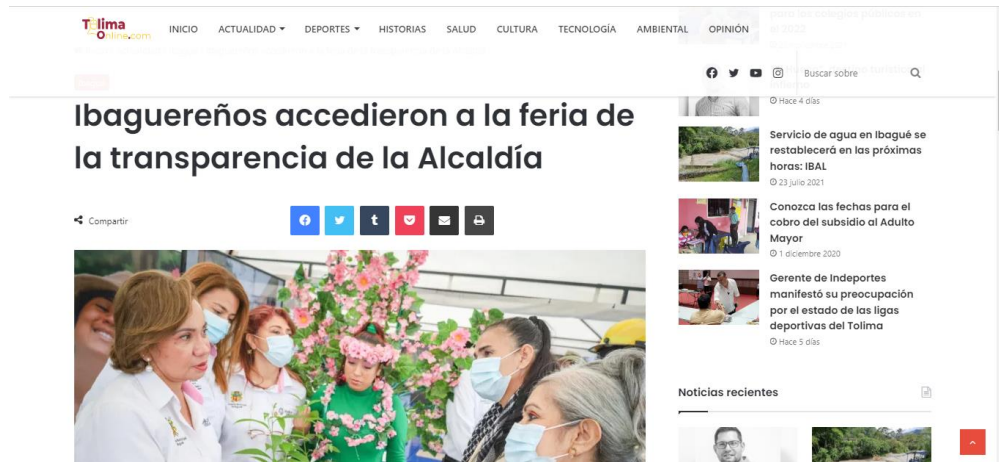 Tolima
Online.com
INICIO
ACTUALIDAD
DEPORTES
HISTORIAS
SALUD
CULTURA
TECNOLOGÍA
AMBIENTAL
OPINIÓN
Buscar sobre
Ibaguereños accedieron a la feria de
la transparencia de la Alcaldía
Compartir
Hace 4 días
Servicio de agua en Ibagué se
restablecerá en las próximas
horas: IBAL
23 julio 2021
Conozca las fechas para el
cobro del subsidio al Adulto
Mayor
1 diciembre 2020
Gerente de Indeportes
manifestó su preocupación
por el estado de las ligas
deportivas del Tolima
Hace 5 días
Noticias recientes